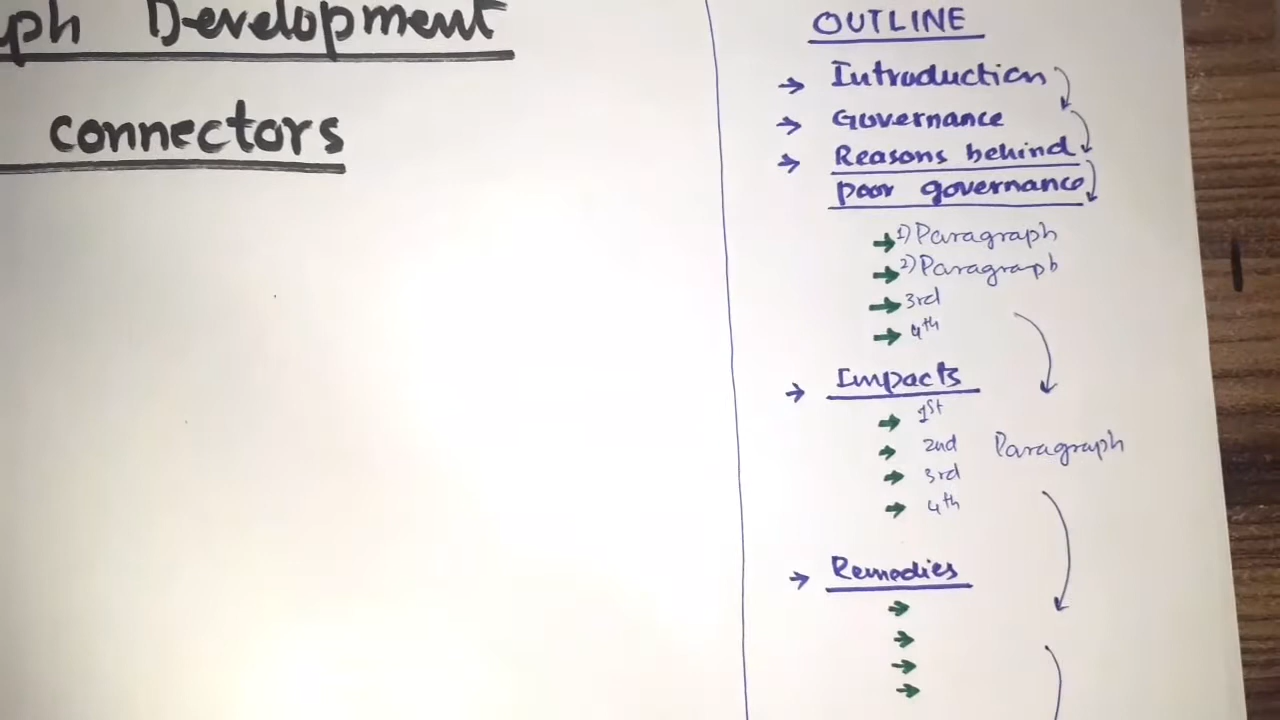 ph Development
connectors
OUTLINE
→ Introduction
→ Governance
→ Reasons behind
poor governance
→ 1) Paragraph
→ 2) Paragraph
→ 3rd
→ 4th
→ Impacts
→ 1st
→ 2nd Paragraph
→ 3rd
→ 4th
→ Remedies
→
→
→
→